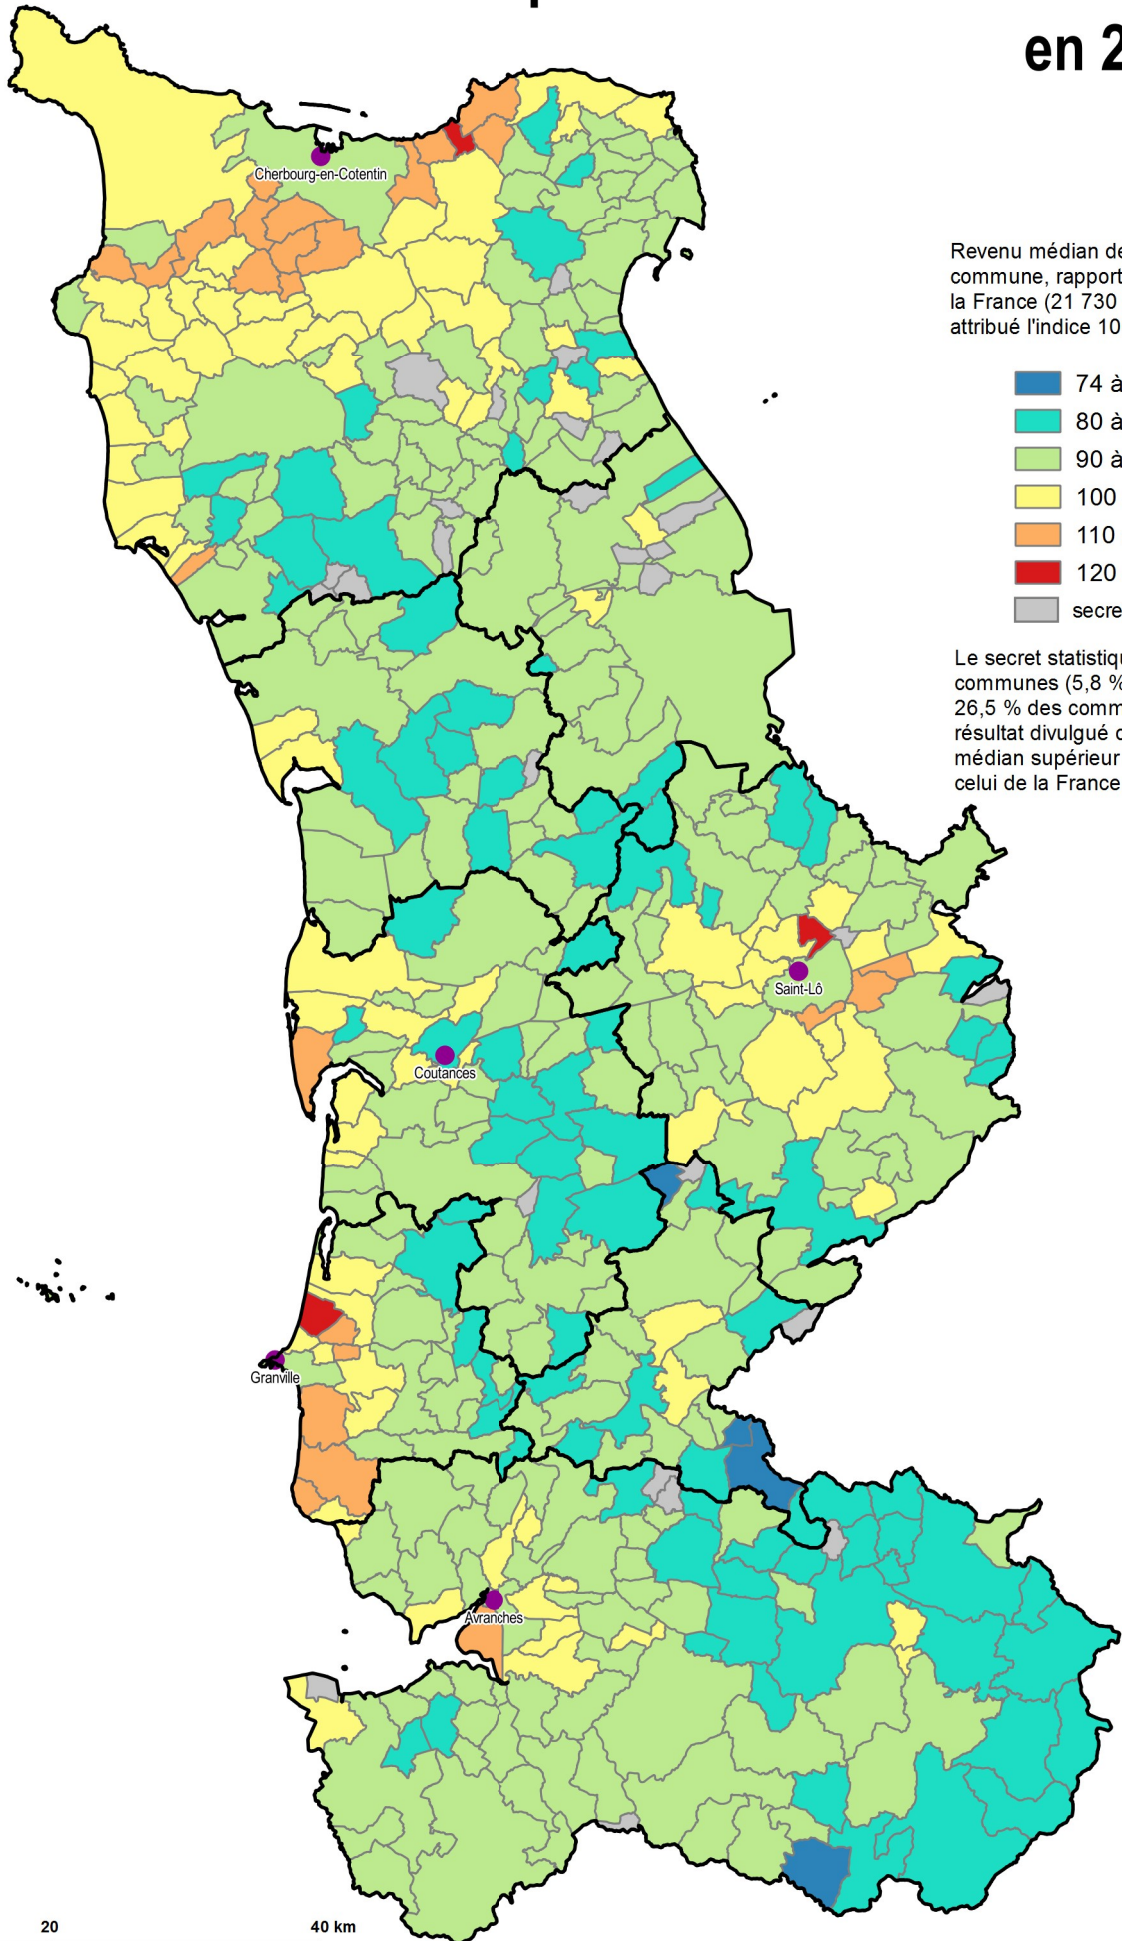 en 2
Cherbourg-en-Cotentin
Revenu médian de
commune, rapport
la France (21 730
attribué l'indice 10
74 à
80 à
90 à
100
110
120
secre
Le secret statistiqu
communes (5,8 %
26,5 % des comm
résultat divulgué d
médian supérieur
celui de la France
Saint-Lô
Coutances
Granville
Avranches
20 40 km